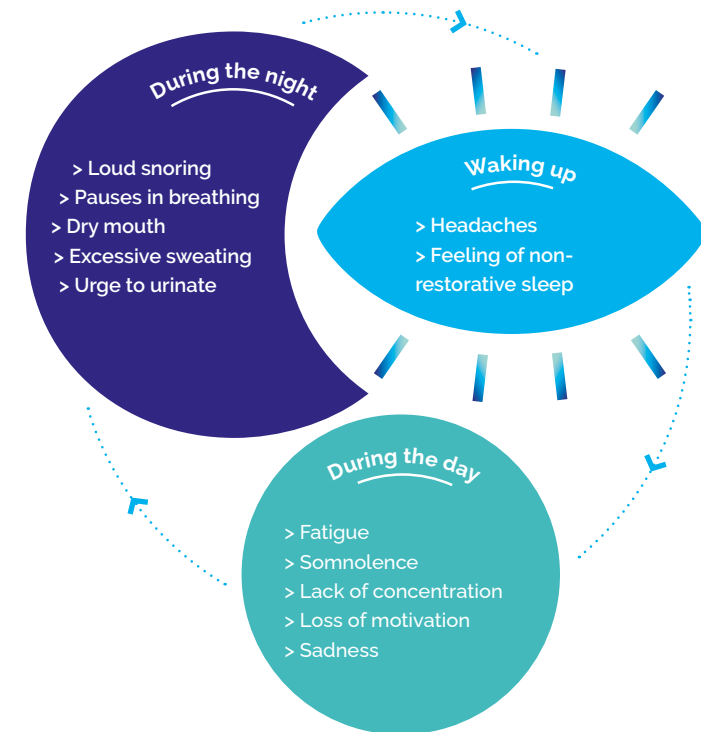 During the night
> Loud snoring
> Pauses in breathing
> Dry mouth
> Excessive sweating
> Urge to urinate
Waking up
> Headaches
> Feeling of non-
restorative sleep
During the day
> Fatigue
> Somnolence
> Lack of concentration
> Loss of motivation
> Sadness